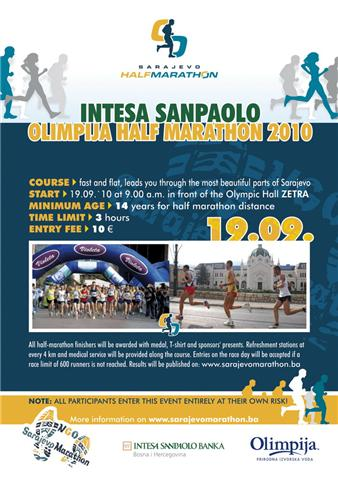 SARAJEVO
HALFMARATHON
INTESA SANPAOLO
OLIMPIJA HALF MARATHON 2010
COURSE fast and flat, leads you through the most beautiful parts of Sarajevo
START 19.09.'10 at 9.00 a.m. in front of the Olympic Hall ZETRA
MINIMUM AGE 14 years for half marathon distance
TIME LIMIT 3 hours
ENTRY FEE 10 €
19.09.
Violeta
Violeta
Violeta
All half-marathon finishers will be awarded with medal, T-shirt and sponsors' presents. Refreshment stations at
every 4 km and medical service will be provided along the course. Entries on the race day will be accepted if a
race limit of 600 runners is not reached. Results will be published on: www.sarajevomarathon.ba
NOTE: ALL PARTICIPANTS ENTER THIS EVENT ENTIRELY AT THEIR OWN RISK!
More information on www.sarajevomarathon.ba
Sarajevo Marathon
INTESA SANPAOLO BANKA
Bosna i Hercegovina
Olimpija.
PRIRODNA IZVORSKA VODA